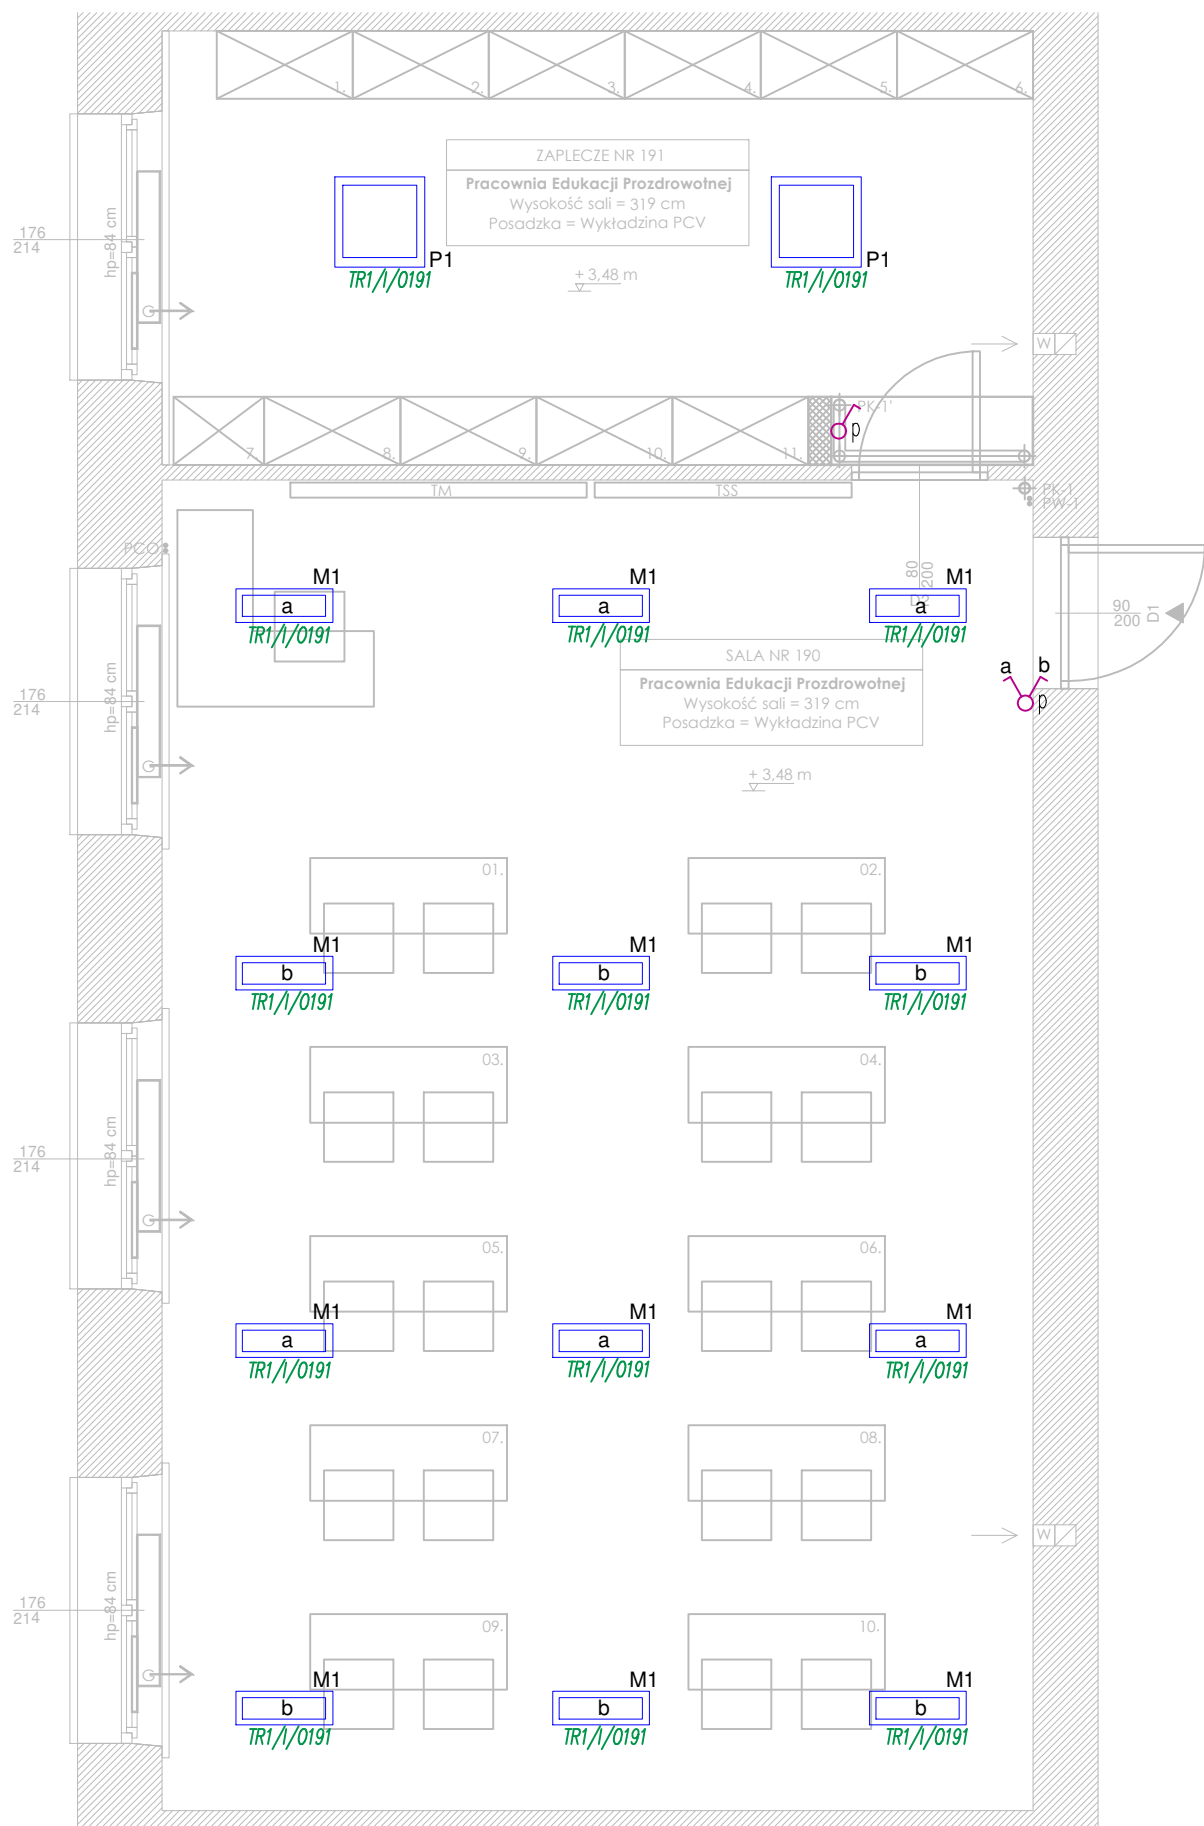 1.
2.
3.
4.
5.
6.
ZAPLECZE NR 191
Pracownia Edukacji Prozdrowotnej
Wysokość sali = 319 cm
Posadzka = Wykładzina PCV
176
214
hp=84 cm
P1
TR1/I/0191
P1
TR1/I/0191
+ 3,48 m
G
W
PK-1'
p
7.
8.
9.
10.
11.
TM
TSS
PK-1
PW-1
PCO
80
200
D2
90
200
D1
M1
a
TR1/I/0191
M1
a
TR1/I/0191
M1
a
TR1/I/0191
SALA NR 190
Pracownia Edukacji Prozdrowotnej
Wysokość sali = 319 cm
Posadzka = Wykładzina PCV
a
b
p
176
214
hp=84 cm
G
+ 3,48 m
01.
02.
M1
b
TR1/I/0191
M1
b
TR1/I/0191
M1
b
TR1/I/0191
03.
04.
176
214
hp=84 cm
G
05.
06.
M1
a
TR1/I/0191
M1
a
TR1/I/0191
M1
a
TR1/I/0191
07.
08.
W
176
214
hp=84 cm
G
09.
10.
M1
b
TR1/I/0191
M1
b
TR1/I/0191
M1
b
TR1/I/0191